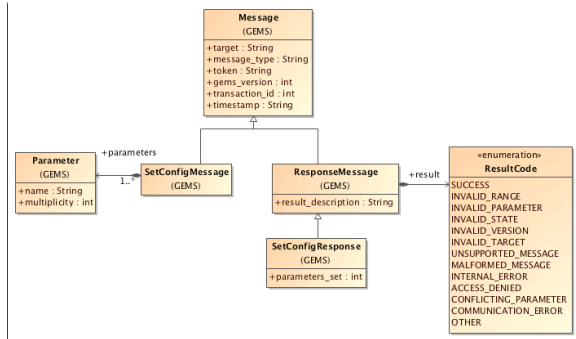 Message
(GEMS)
+target : String
+message_type : String
+token : String
+gems_version : int
+transaction_id : int
+timestamp : String
+parameters
1..*
Parameter
(GEMS)
+name : String
+multiplicity : int
SetConfigMessage
(GEMS)
ResponseMessage
(GEMS)
+result_description : String
+result
SetConfigResponse
(GEMS)
+parameters_set : int
«enumeration»
ResultCode
SUCCESS
INVALID_RANGE
INVALID_PARAMETER
INVALID_STATE
INVALID_VERSION
INVALID_TARGET
UNSUPPORTED_MESSAGE
MALFORMED_MESSAGE
INTERNAL_ERROR
ACCESS_DENIED
CONFLICTING_PARAMETER
COMMUNICATION_ERROR
OTHER